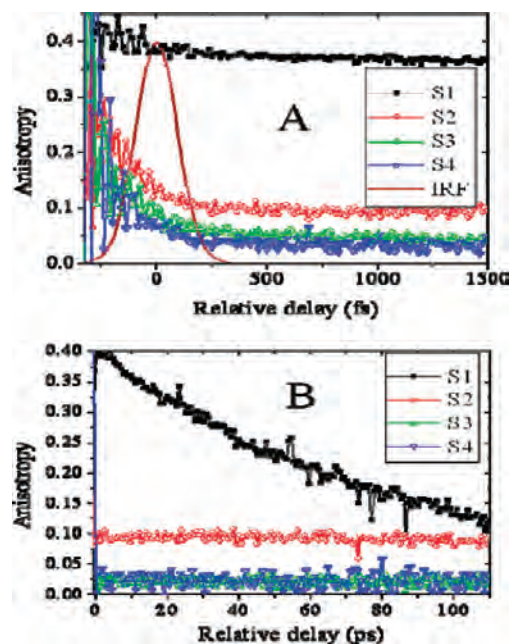 0.4
0.3
0.2
0.1
0.0
Anisotropy
A
S1
S2
S3
S4
IRF
0 500 1000 1500
Relative delay (fs)
0.40
0.35
0.30
0.25
0.20
0.15
0.10
0.05
0.00
Anisotropy
B
S1
S2
S3
S4
0 20 40 60 80 100
Relative delay (ps)